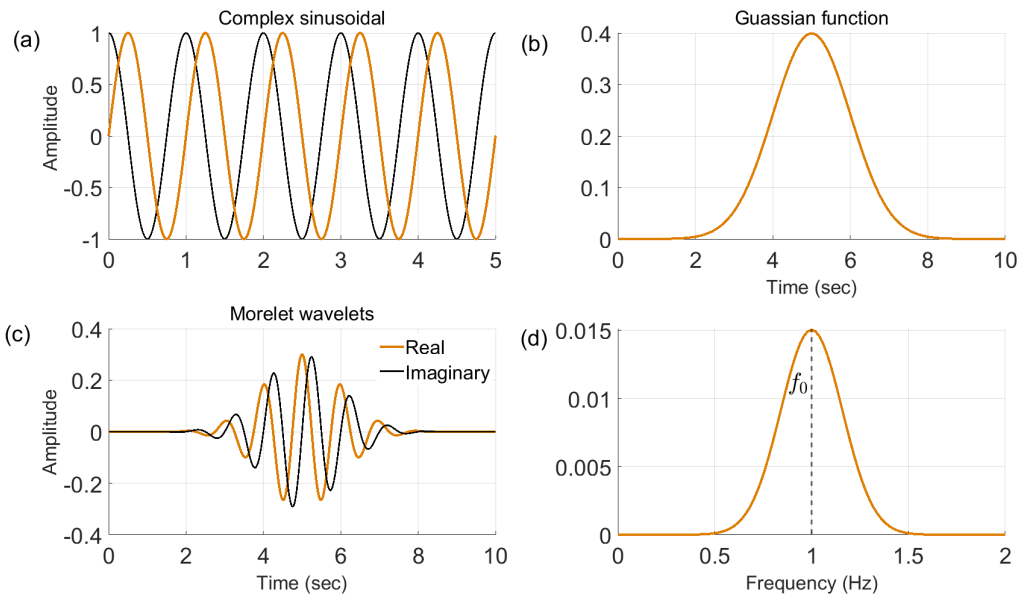 (a)
Complex sinusoidal
Amplitude
1
0.5
0
-0.5
-1
0 1 2 3 4 5
(b)
Guassian function
0.4
0.3
0.2
0.1
0
0 2 4 6 8 10
Time (sec)
(c)
Morelet wavelets
Amplitude
0.4
0.2
0
-0.2
-0.4
Real
Imaginary
0 2 4 6 8 10
Time (sec)
(d)
0.015
0.01
0.005
0
f₀
0 0.5 1 1.5 2
Frequency (Hz)